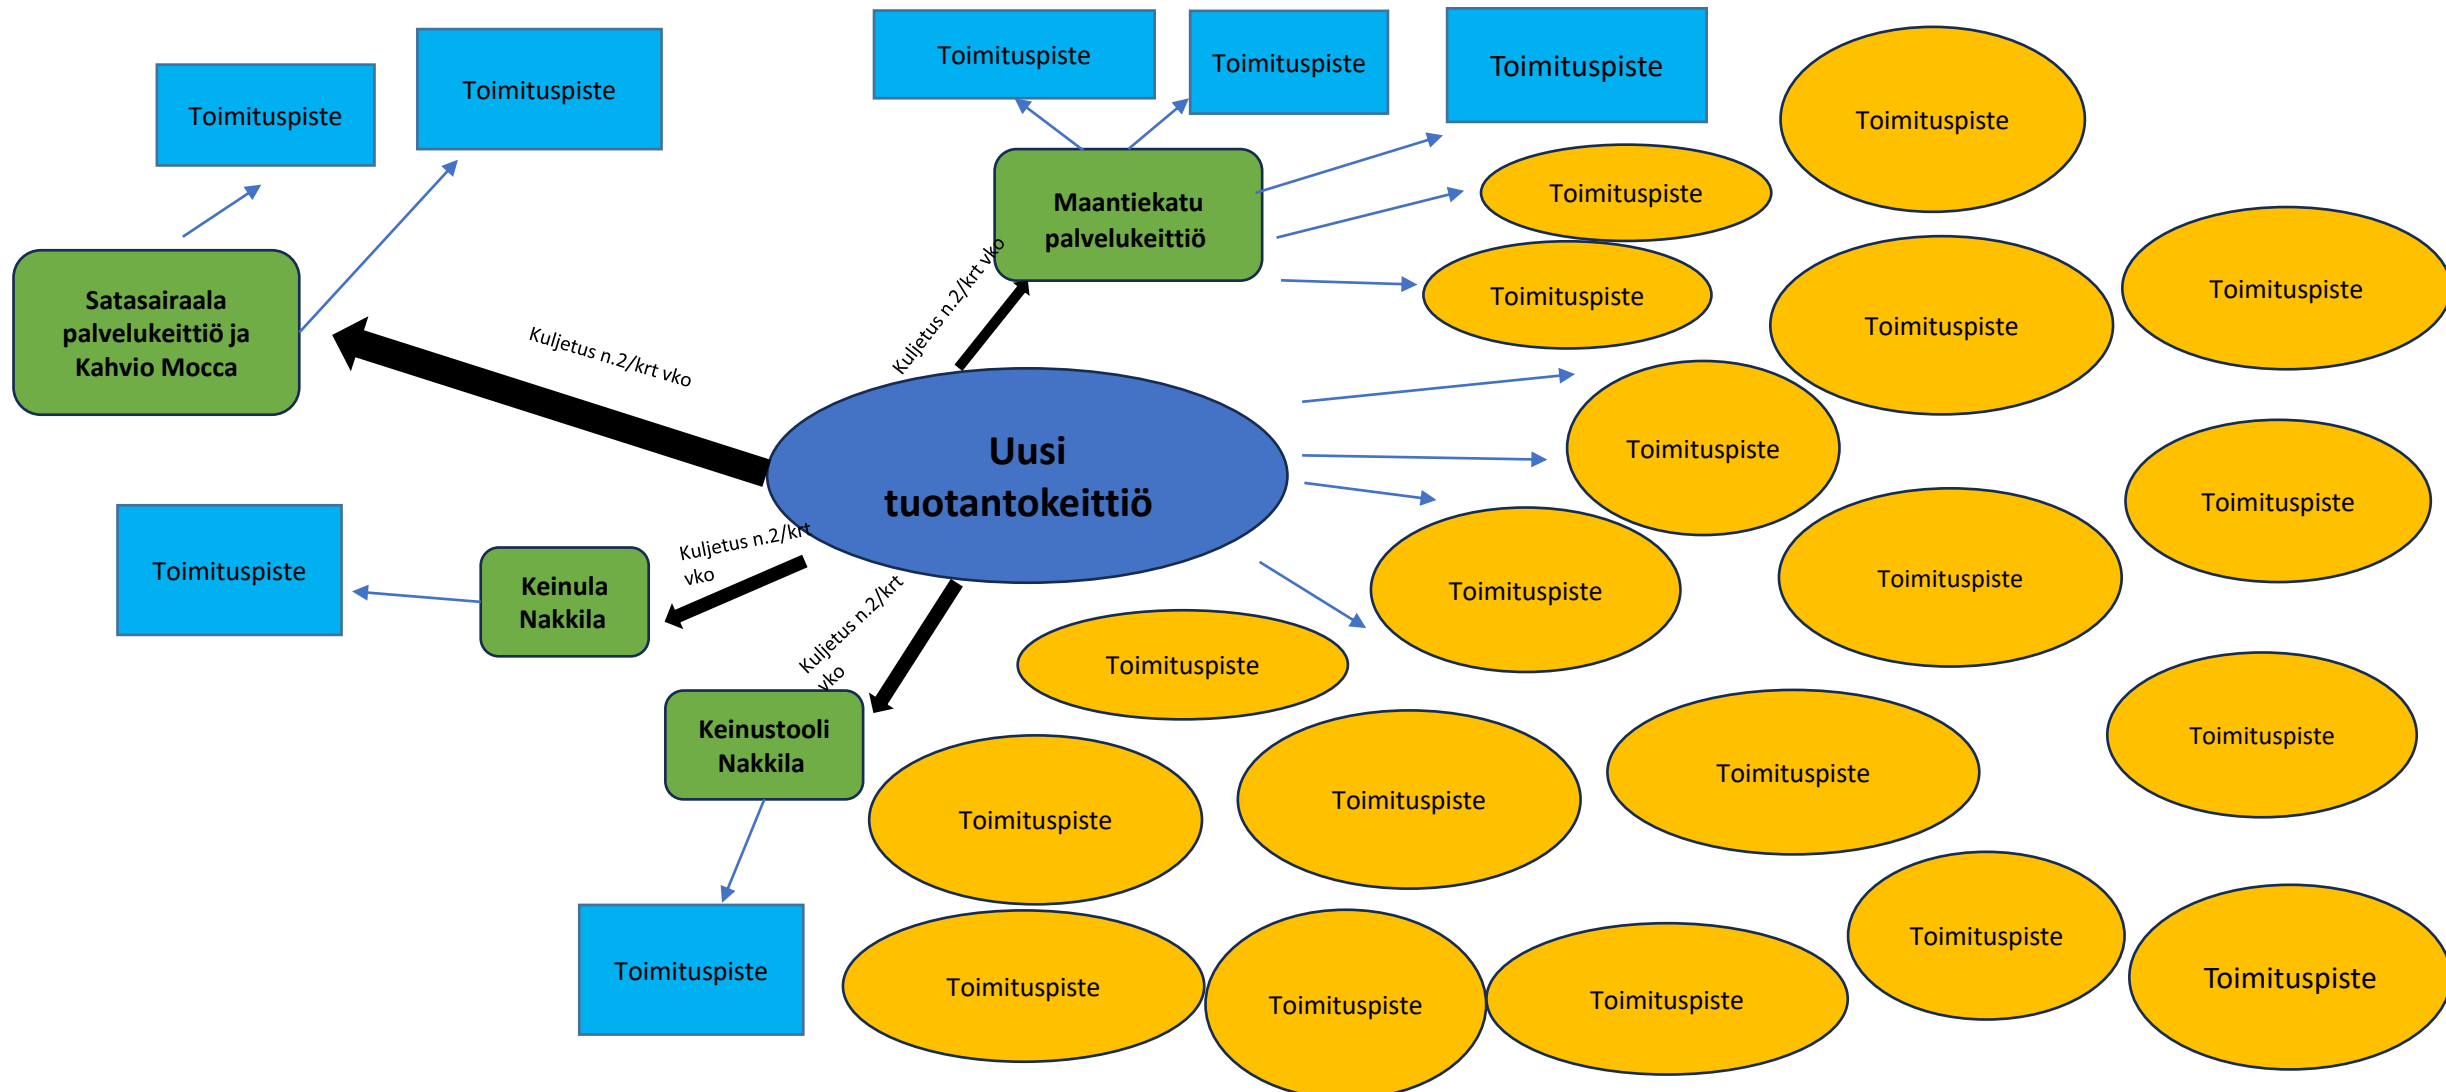 Toimituspiste
Toimituspiste
Toimituspiste
Toimituspiste
Toimituspiste
Toimituspiste
Toimituspiste
Maantiekatu
palvelukeittiö
Toimituspiste
Toimituspiste
Toimituspiste
Toimituspiste
Satasairaala
palvelukeittiö ja
Kahvio Mocca
Kuljetus n.2/krt vko
Kuljetus n.2/krt vko
Uusi
tuotantokeittiö
Toimituspiste
Toimituspiste
Toimituspiste
Keinula
Nakkila
Kuljetus n.2/krt
vko
Kuljetus n.2/krt
vko
Toimituspiste
Toimituspiste
Toimituspiste
Keinustooli
Nakkila
Toimituspiste
Toimituspiste
Toimituspiste
Toimituspiste
Toimituspiste
Toimituspiste
Toimituspiste
Toimituspiste
Toimituspiste
Toimituspiste